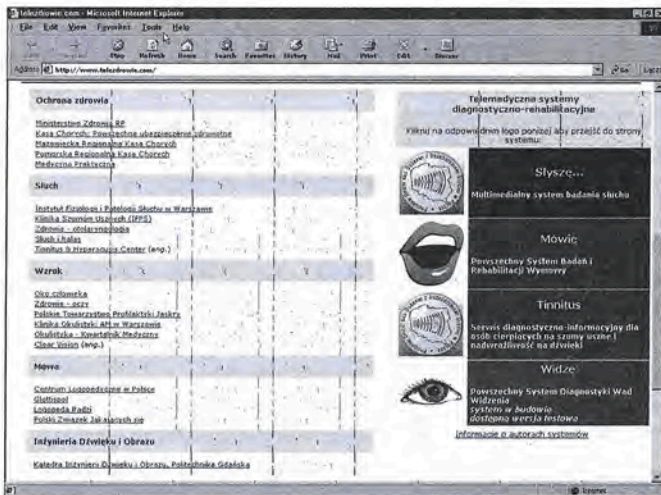 telezdrowie.com - Microsoft Internet Explorer
File Edit View Favorites Tools Help
Stop Refresh Home Search Favorites History Mail Print Edit Discuss
Address http://www.telezdrowie.com/ Go
Ochrona zdrowia
Ministerstwo Zdrowia RP
Kasa Chorych: Powszechne ubezpieczenie zdrowotne
Mazowiecka Regionalna Kasa Chorych
Pomorska Regionalna Kasa Chorych
Medycyna Praktyczna
Słuch
Instytut Fizjologii i Patologii Słuchu w Warszawie
Klinika Szumów Usznych (IFPS)
Zdrowie - otolaryngologia
Słuch i hałas
Tinnitus & Hyperacusis Center (ang.)
Wzrok
Oko człowieka
Zdrowie - oczy
Polskie Towarzystwo Profilaktyki Jaskry
Klinika Okulistyki AM w Warszawie
Okulistyka - Kwartalnik Medyczny
Clear Vision (ang.)
Mowa
Centrum Logopedyczne w Polsce
Glottispol
Logopeda Radzi
Polski Związek Jąkających się
Inżynieria Dźwięku i Obrazu
Katedra Inżynierii Dźwięku i Obrazu, Politechnika Gdańska
Telemedyczna systemy
diagnostyczno-rehabilitacyjne
Kliknij na odpowiednim logo poniżej aby przejść do strony
systemu:
Słyszę...
Multimedialny system badania słuchu
Mówię
Powszechny System Badań i
Rehabilitacji Wymowy
Tinnitus
Serwis diagnostyczno-informacyjny dla
osób cierpiących na szumy uszne i
nadwrażliwość na dźwięki
Widzę
Powszechny System Diagnostyki Wad
Widzenia
system w budowie
dostępna wersja testowa
Informacje o autorach systemów
Internet